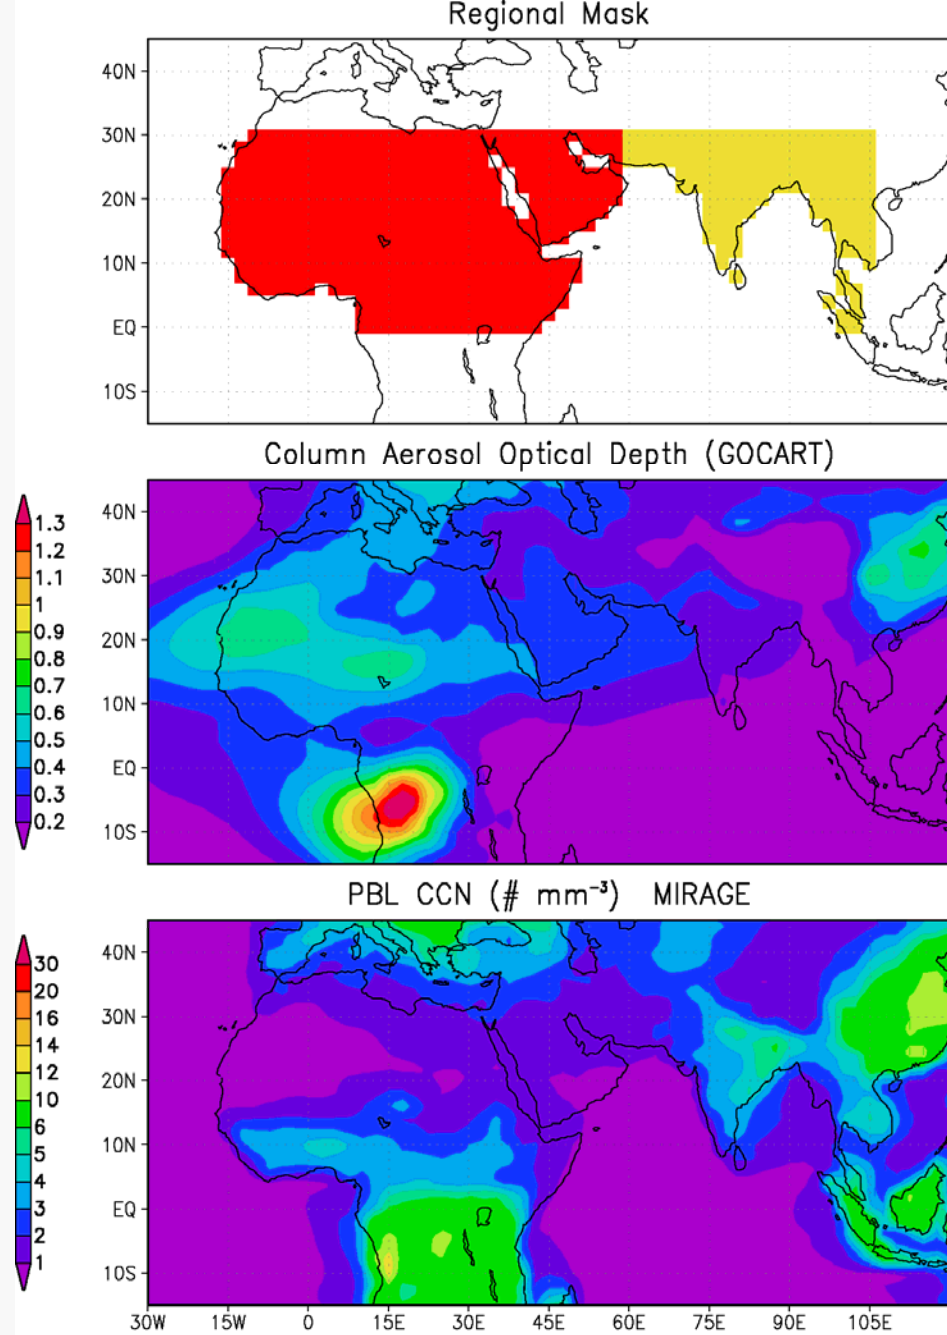 Regional Mask
40N
30N
20N
10N
EQ
10S
Column Aerosol Optical Depth (GOCART)
1.3
1.2
1.1
1
0.9
0.8
0.7
0.6
0.5
0.4
0.3
0.2
40N
30N
20N
10N
EQ
10S
PBL CCN (# mm⁻³) MIRAGE
30
20
16
14
12
10
6
5
4
3
2
1
40N
30N
20N
10N
EQ
10S
30W 15W 0 15E 30E 45E 60E 75E 90E 105E